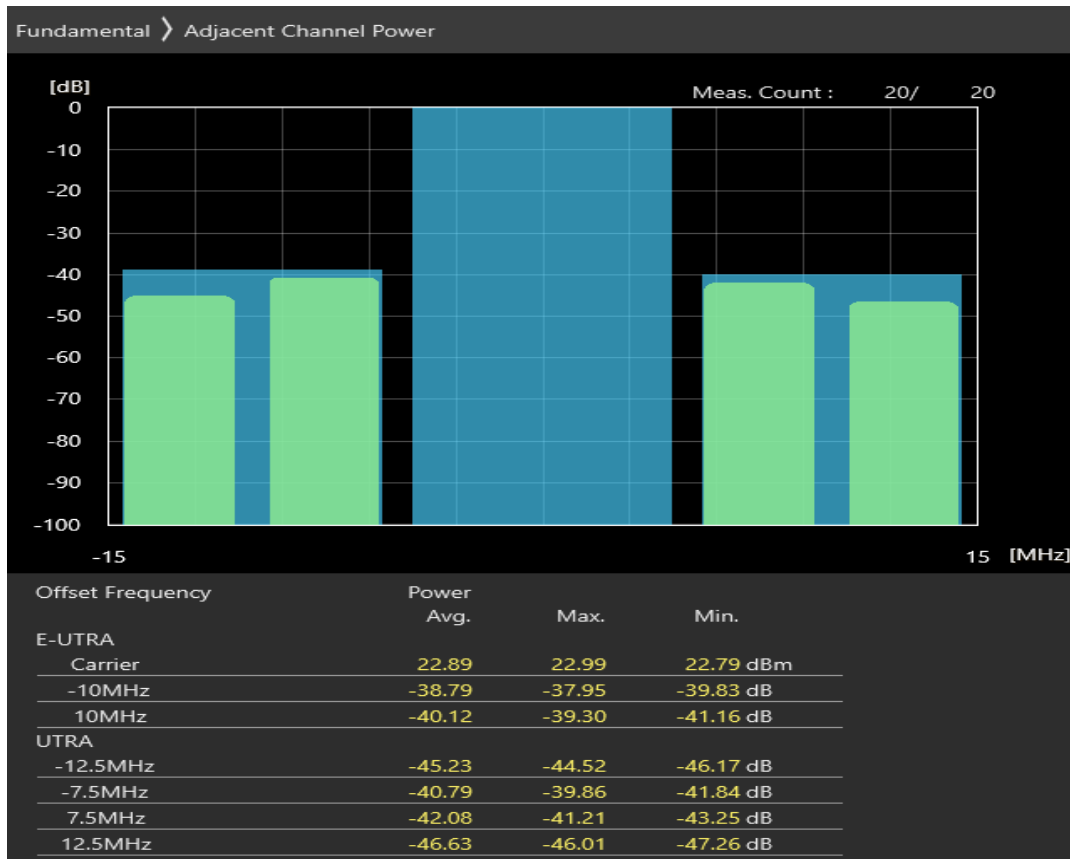 Fundamental ❯ Adjacent Channel Power
[dB]
Meas. Count : 20/ 20
0
-10
-20
-30
-40
-50
-60
-70
-80
-90
-100
-15 15 [MHz]
Offset Frequency Power
Avg. Max. Min.
E-UTRA
Carrier 22.89 22.99 22.79 dBm
-10MHz -38.79 -37.95 -39.83 dB
10MHz -40.12 -39.30 -41.16 dB
UTRA
-12.5MHz -45.23 -44.52 -46.17 dB
-7.5MHz -40.79 -39.86 -41.84 dB
7.5MHz -42.08 -41.21 -43.25 dB
12.5MHz -46.63 -46.01 -47.26 dB